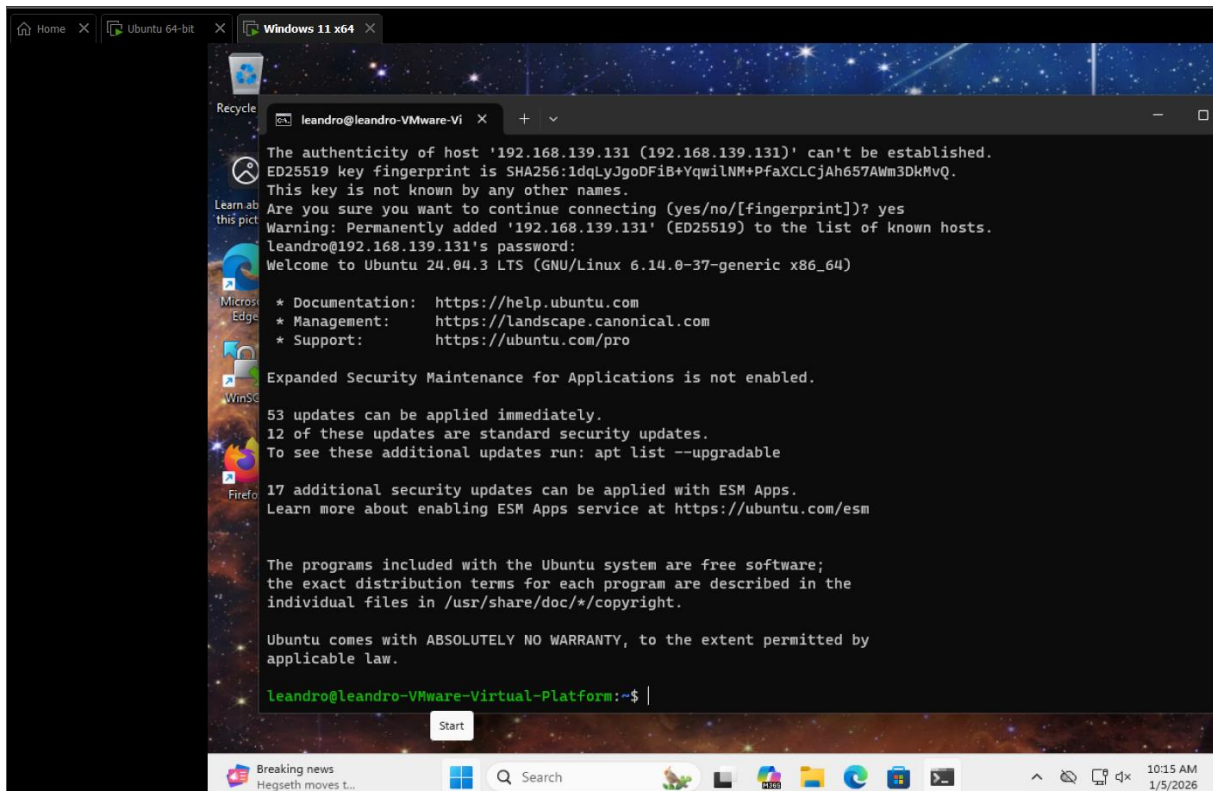 Home
Ubuntu 64-bit
Windows 11 x64
Recycle
leandro@leandro-VMware-Vi
The authenticity of host '192.168.139.131 (192.168.139.131)' can't be established.
ED25519 key fingerprint is SHA256:1dqLyJgoDFiB+YqwilNM+PfaXCLCjAh657AWm3DkMvQ.
This key is not known by any other names.
Are you sure you want to continue connecting (yes/no/[fingerprint])? yes
Warning: Permanently added '192.168.139.131' (ED25519) to the list of known hosts.
leandro@192.168.139.131's password:
Welcome to Ubuntu 24.04.3 LTS (GNU/Linux 6.14.0-37-generic x86_64)
* Documentation: https://help.ubuntu.com
* Management: https://landscape.canonical.com
* Support: https://ubuntu.com/pro
Expanded Security Maintenance for Applications is not enabled.
53 updates can be applied immediately.
12 of these updates are standard security updates.
To see these additional updates run: apt list --upgradable
17 additional security updates can be applied with ESM Apps.
Learn more about enabling ESM Apps service at https://ubuntu.com/esm
The programs included with the Ubuntu system are free software;
the exact distribution terms for each program are described in the
individual files in /usr/share/doc/*/copyright.
Ubuntu comes with ABSOLUTELY NO WARRANTY, to the extent permitted by
applicable law.
leandro@leandro-VMware-Virtual-Platform:~$
Learn ab
this pict
Micros
Edge
WinSC
Firefo
Start
Breaking news
Hegseth moves t...
Search
M365
10:15 AM
1/5/2026